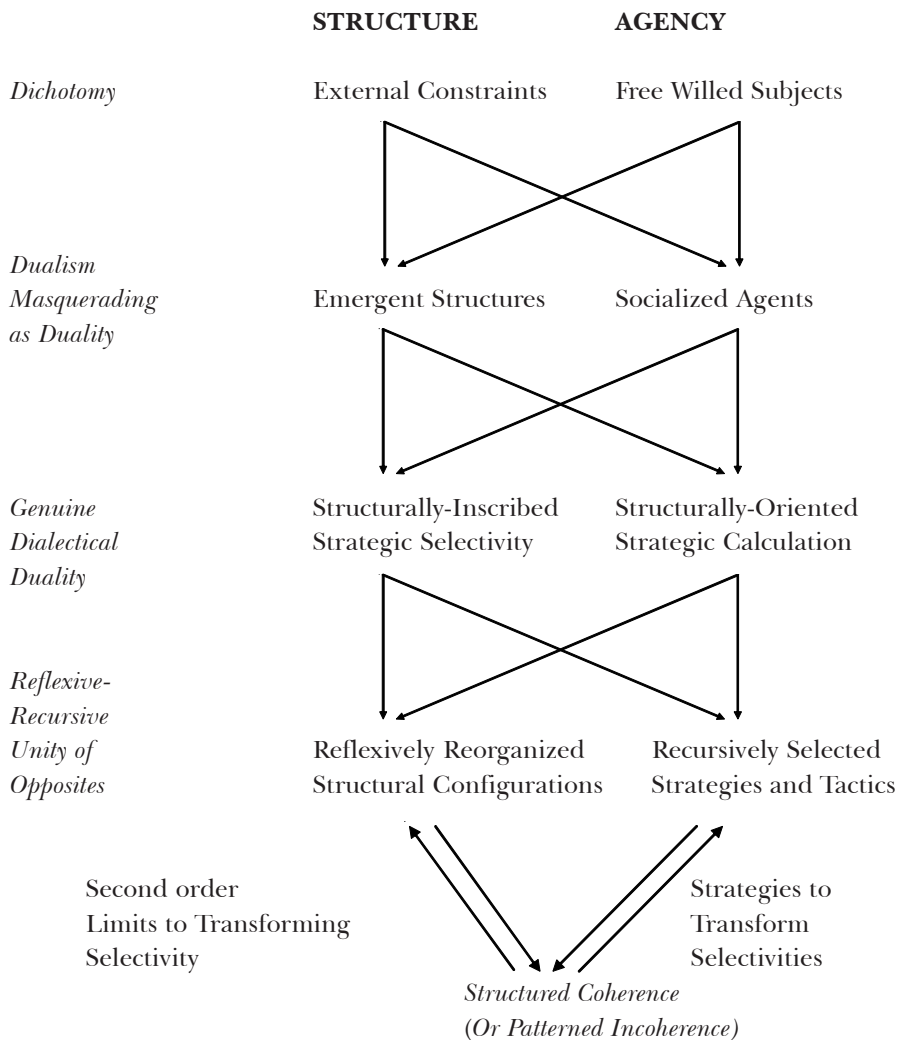 STRUCTURE AGENCY
Dichotomy External Constraints Free Willed Subjects
Dualism
Masquerading Emergent Structures Socialized Agents
as Duality
Genuine Structurally-Inscribed Structurally-Oriented
Dialectical Strategic Selectivity Strategic Calculation
Duality
Reflexive-
Recursive
Unity of Reflexively Reorganized Recursively Selected
Opposites Structural Configurations Strategies and Tactics
Second order Strategies to
Limits to Transforming Transform
Selectivity Selectivities
Structured Coherence
(Or Patterned Incoherence)